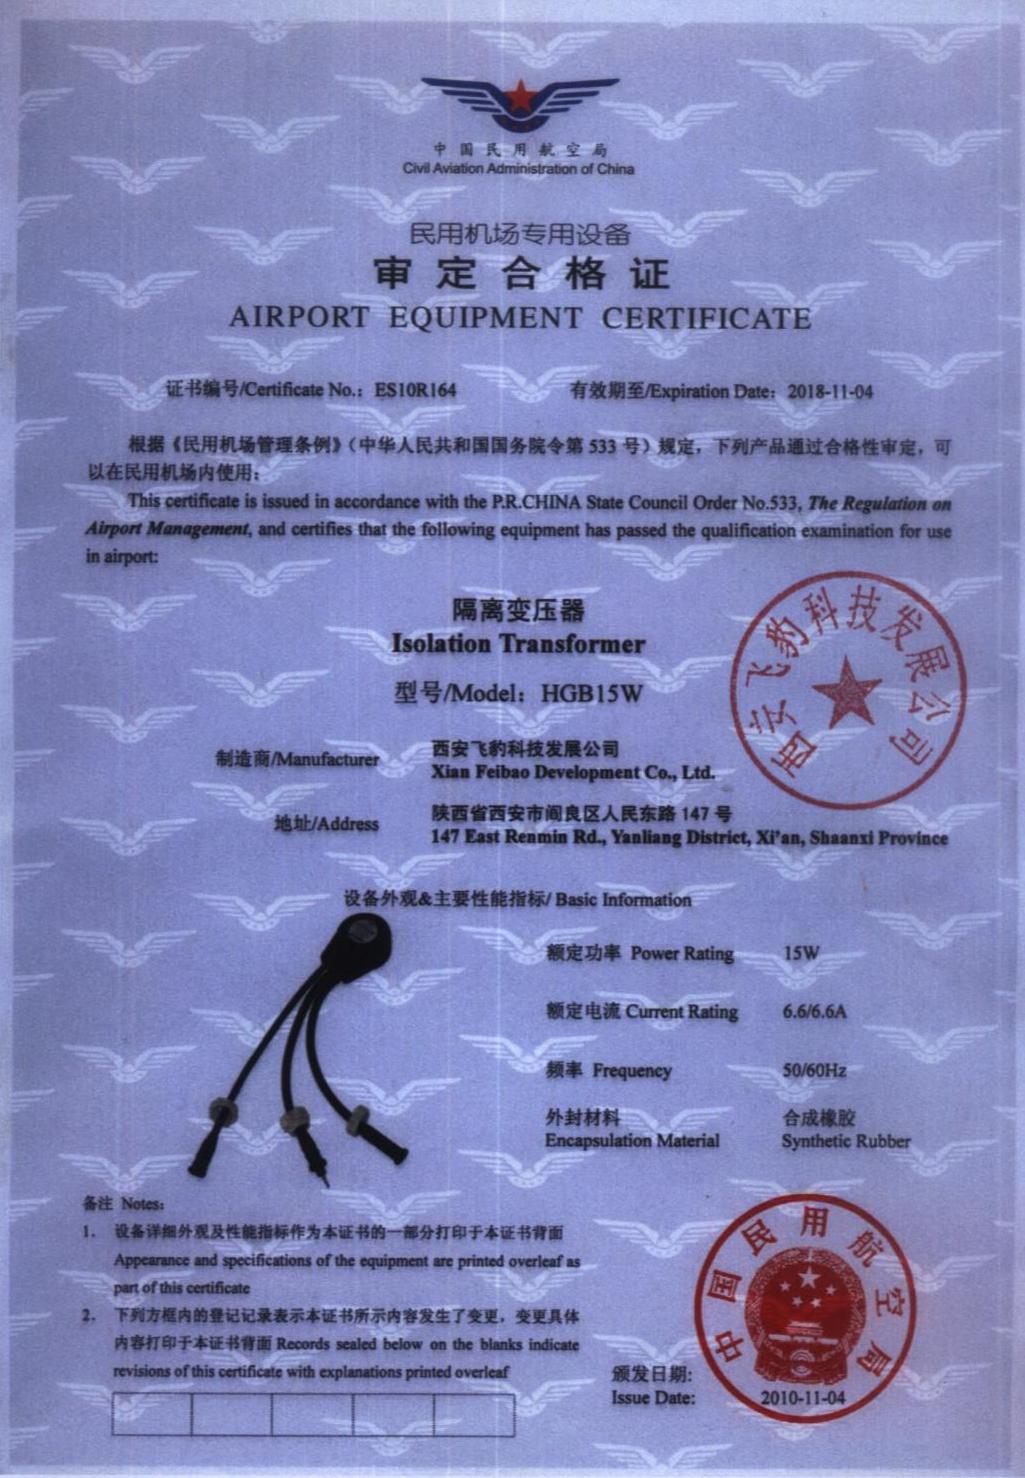 中国民用航空局
Civil Aviation Administration of China
民用机场专用设备
审定合格证
AIRPORT EQUIPMENT CERTIFICATE
证书编号/Certificate No.: ES10R164 有效期至/Expiration Date: 2018-11-04
根据《民用机场管理条例》（中华人民共和国国务院令第 533 号）规定，下列产品通过合格性审定，可
以在民用机场内使用：
This certificate is issued in accordance with the P.R.CHINA State Council Order No.533, The Regulation on
Airport Management, and certifies that the following equipment has passed the qualification examination for use
in airport:
隔离变压器
Isolation Transformer
型号/Model: HGB15W
西安飞豹科技发展公司
制造商/Manufacturer 西安飞豹科技发展公司
Xian Feibao Development Co., Ltd.
地址/Address 陕西省西安市阎良区人民东路 147 号
147 East Renmin Rd., Yanliang District, Xi'an, Shaanxi Province
设备外观&主要性能指标/ Basic Information
额定功率 Power Rating 15W
额定电流 Current Rating 6.6/6.6A
频率 Frequency 50/60Hz
外封材料 合成橡胶
Encapsulation Material Synthetic Rubber
备注 Notes:
1. 设备详细外观及性能指标作为本证书的一部分打印于本证书背面
Appearance and specifications of the equipment are printed overleaf as
part of this certificate
2. 下列方框内的登记记录表示本证书所示内容发生了变更，变更具体
内容打印于本证书背面 Records sealed below on the blanks indicate
revisions of this certificate with explanations printed overleaf
中国民用航空局
颁发日期:
Issue Date: 2010-11-04